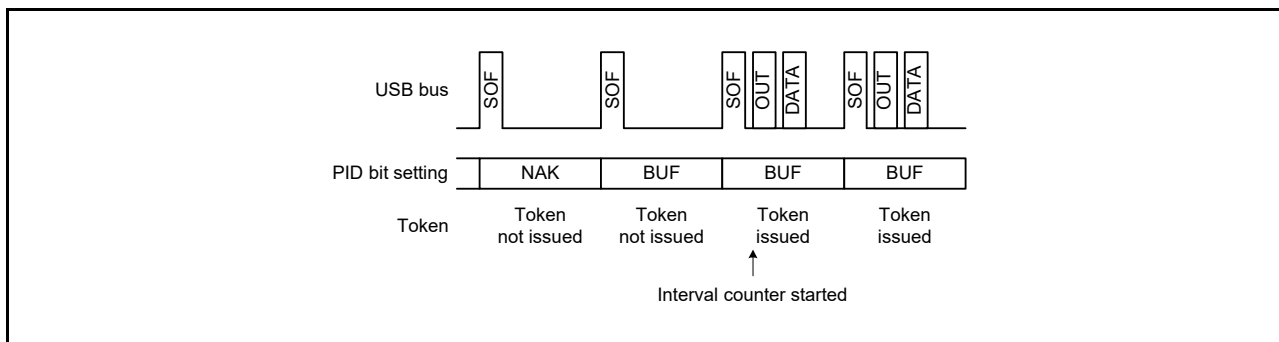 USB bus
SOF
SOF
SOF
OUT
DATA
SOF
OUT
DATA
PID bit setting
NAK
BUF
BUF
BUF
Token
Token
not issued
Token
not issued
Token
issued
Token
issued
Interval counter started